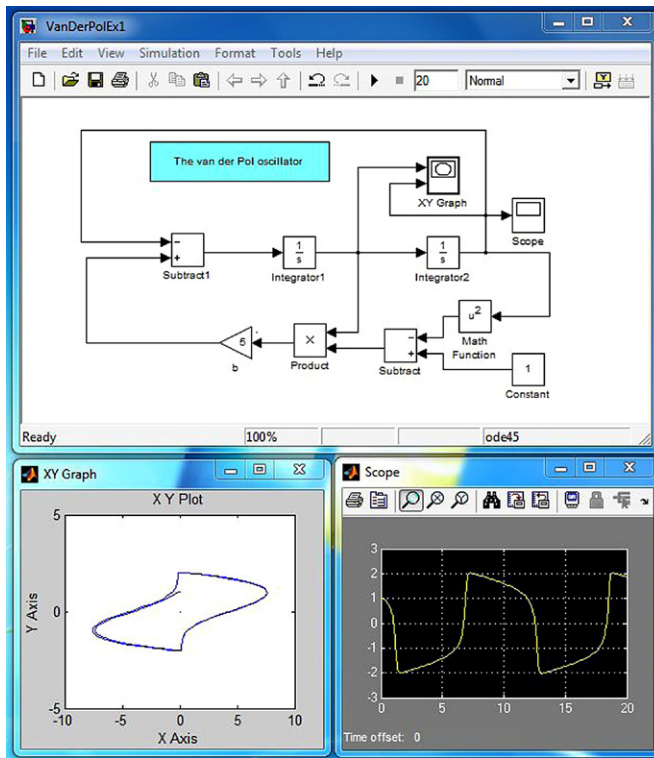 VanDerPolEx1
File Edit View Simulation Format Tools Help
20 Normal
The van der Pol oscillator
XY Graph
Scope
−
+
Subtract1
1
s
Integrator1
1
s
Integrator2
5
b
×
Product
−
+
Subtract
u²
Math
Function
1
Constant
Ready 100% ode45
XY Graph
X Y Plot
5
0
-5
Y Axis
-10 -5 0 5 10
X Axis
Scope
3
2
1
0
-1
-2
-3
0 5 10 15 20
Time offset: 0